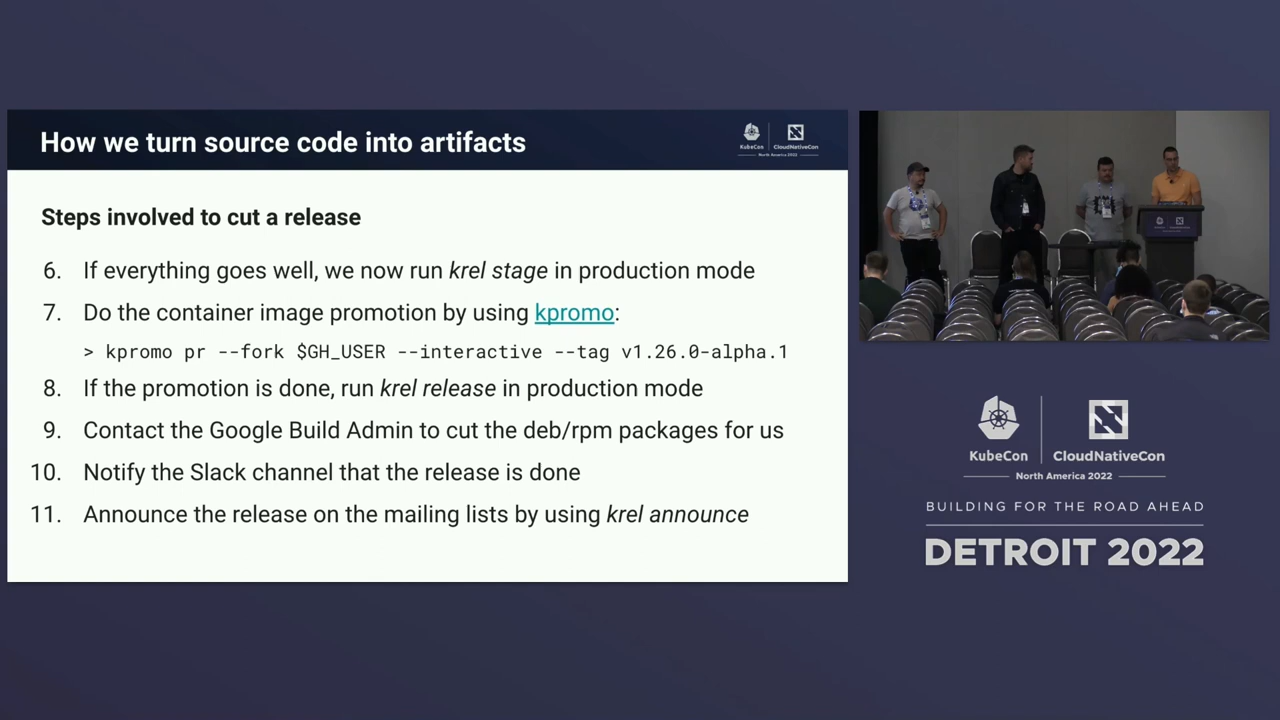 How we turn source code into artifacts
KubeCon
CloudNativeCon
North America 2022
Steps involved to cut a release
6. If everything goes well, we now run krel stage in production mode
7. Do the container image promotion by using kpromo:
> kpromo pr --fork $GH_USER --interactive --tag v1.26.0-alpha.1
8. If the promotion is done, run krel release in production mode
9. Contact the Google Build Admin to cut the deb/rpm packages for us
10. Notify the Slack channel that the release is done
11. Announce the release on the mailing lists by using krel announce
KubeCon
CloudNativeCon
North America 2022
BUILDING FOR THE ROAD AHEAD
DETROIT 2022